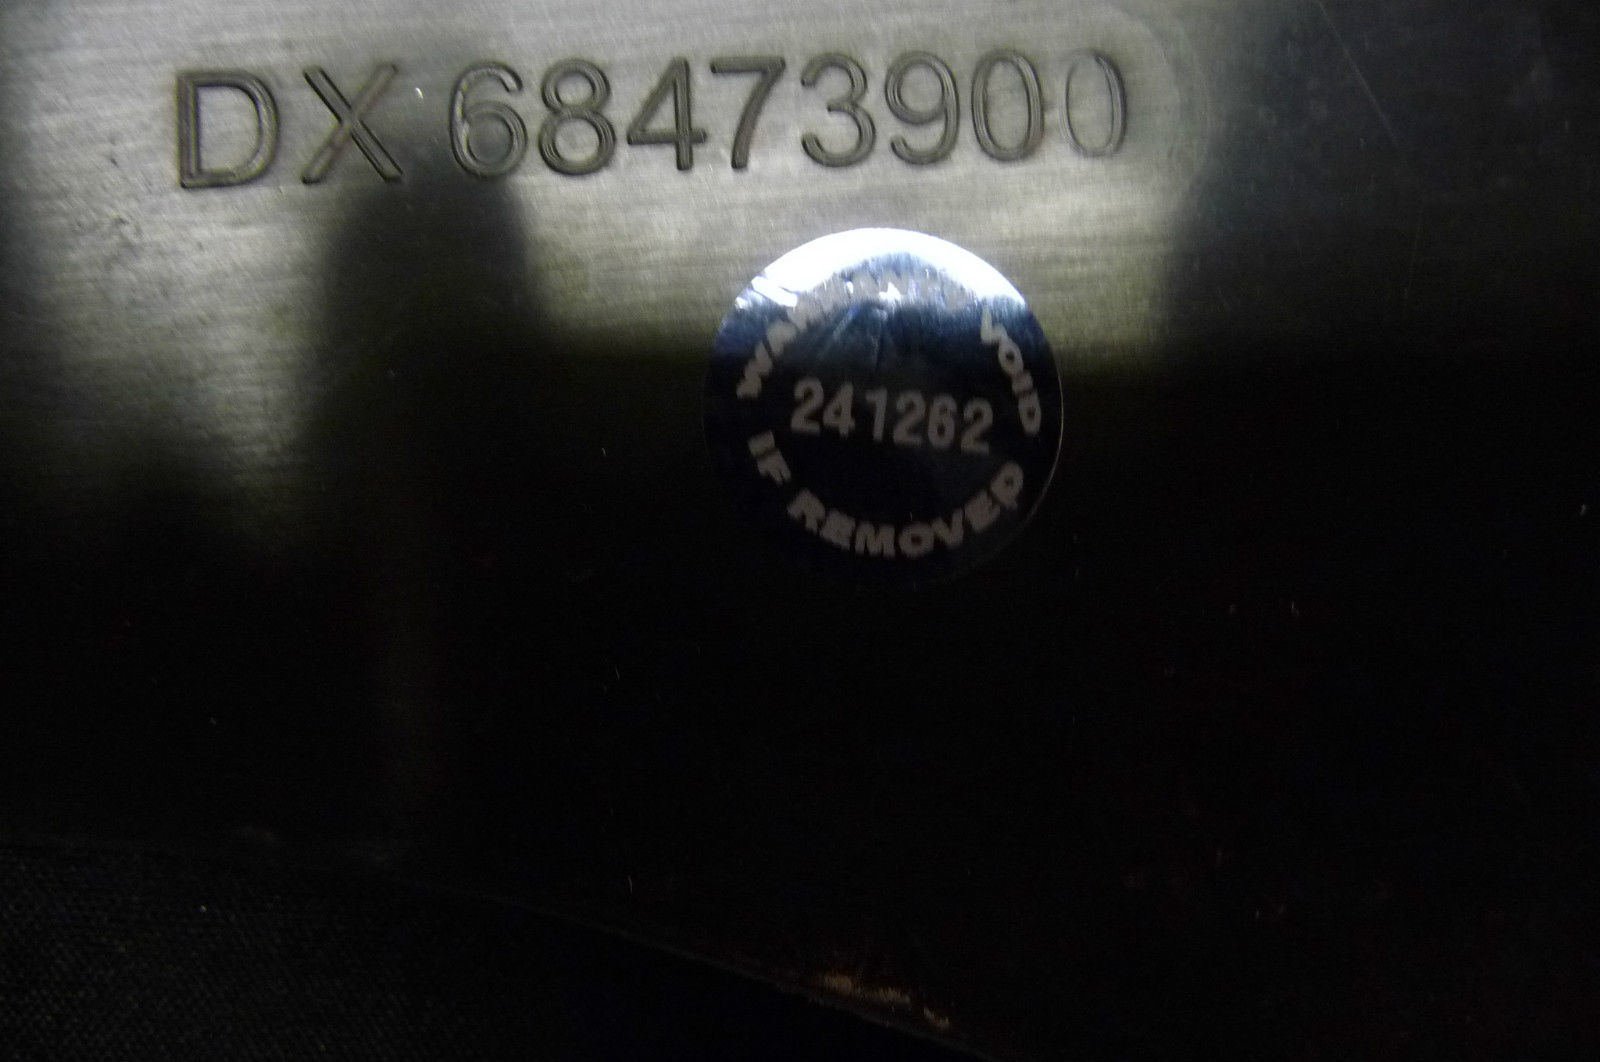 DX 68473900
WARRANTY VOID
241262
IF REMOVED